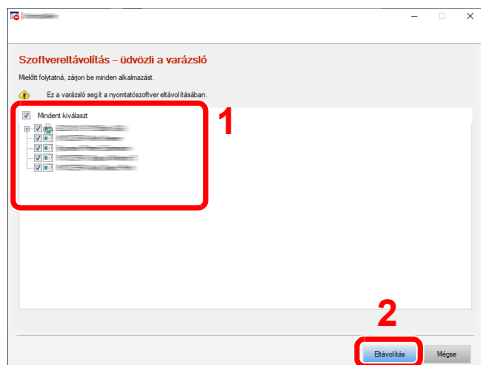 Szoftvereltávolítás – üdvözli a varázsló
Mielőtt folytatná, zárjon be minden alkalmazást.
Ez a varázsló segít a nyomtatószoftver eltávolításában.
Mindent kiválaszt
1
2
Eltávolítás
Mégse